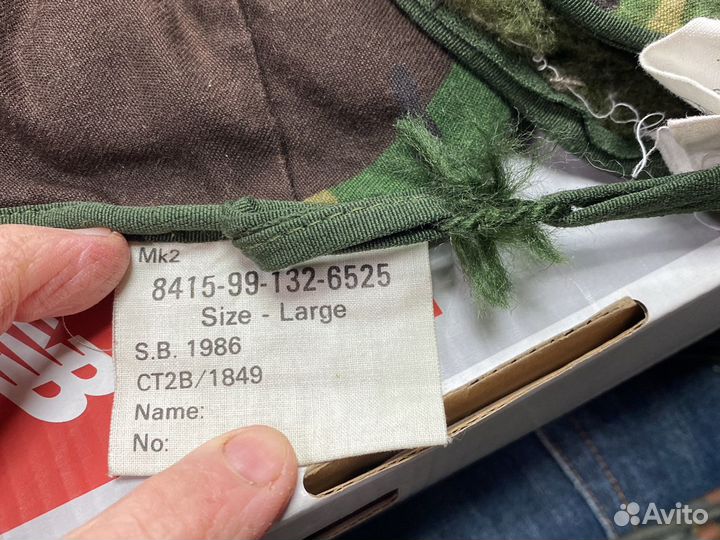 Mk2
8415-99-132-6525
Size - Large
S.B. 1986
CT2B/1849
Name:
No:
Avito